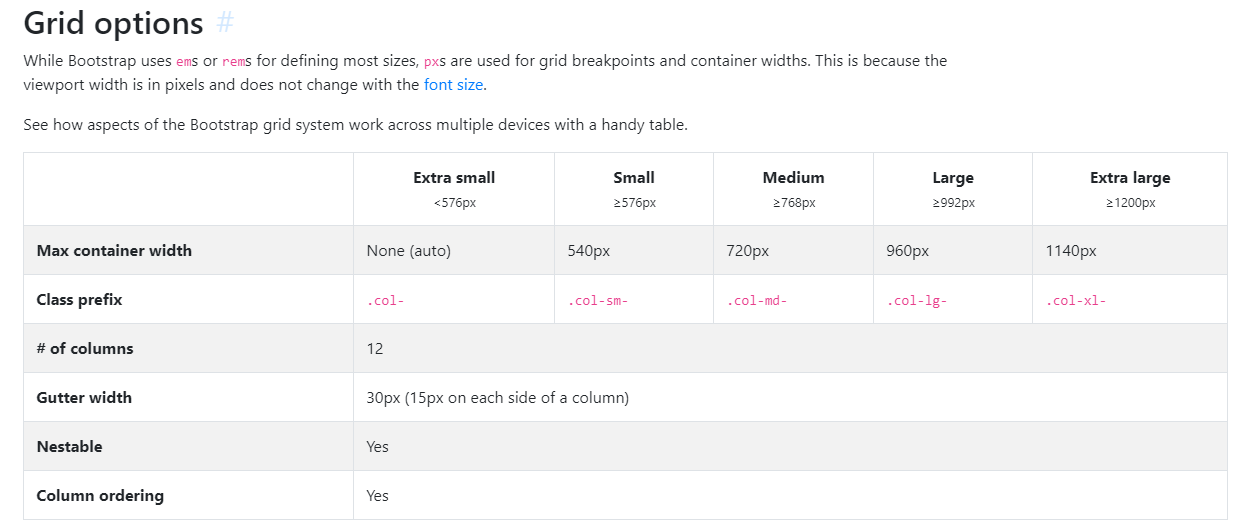 Grid options #
While Bootstrap uses ems or rems for defining most sizes, pxs are used for grid breakpoints and container widths. This is because the
viewport width is in pixels and does not change with the font size.
See how aspects of the Bootstrap grid system work across multiple devices with a handy table.
Extra small Small Medium Large Extra large
<576px ≥576px ≥768px ≥992px ≥1200px
Max container width None (auto) 540px 720px 960px 1140px
Class prefix .col- .col-sm- .col-md- .col-lg- .col-xl-
# of columns 12
Gutter width 30px (15px on each side of a column)
Nestable Yes
Column ordering Yes